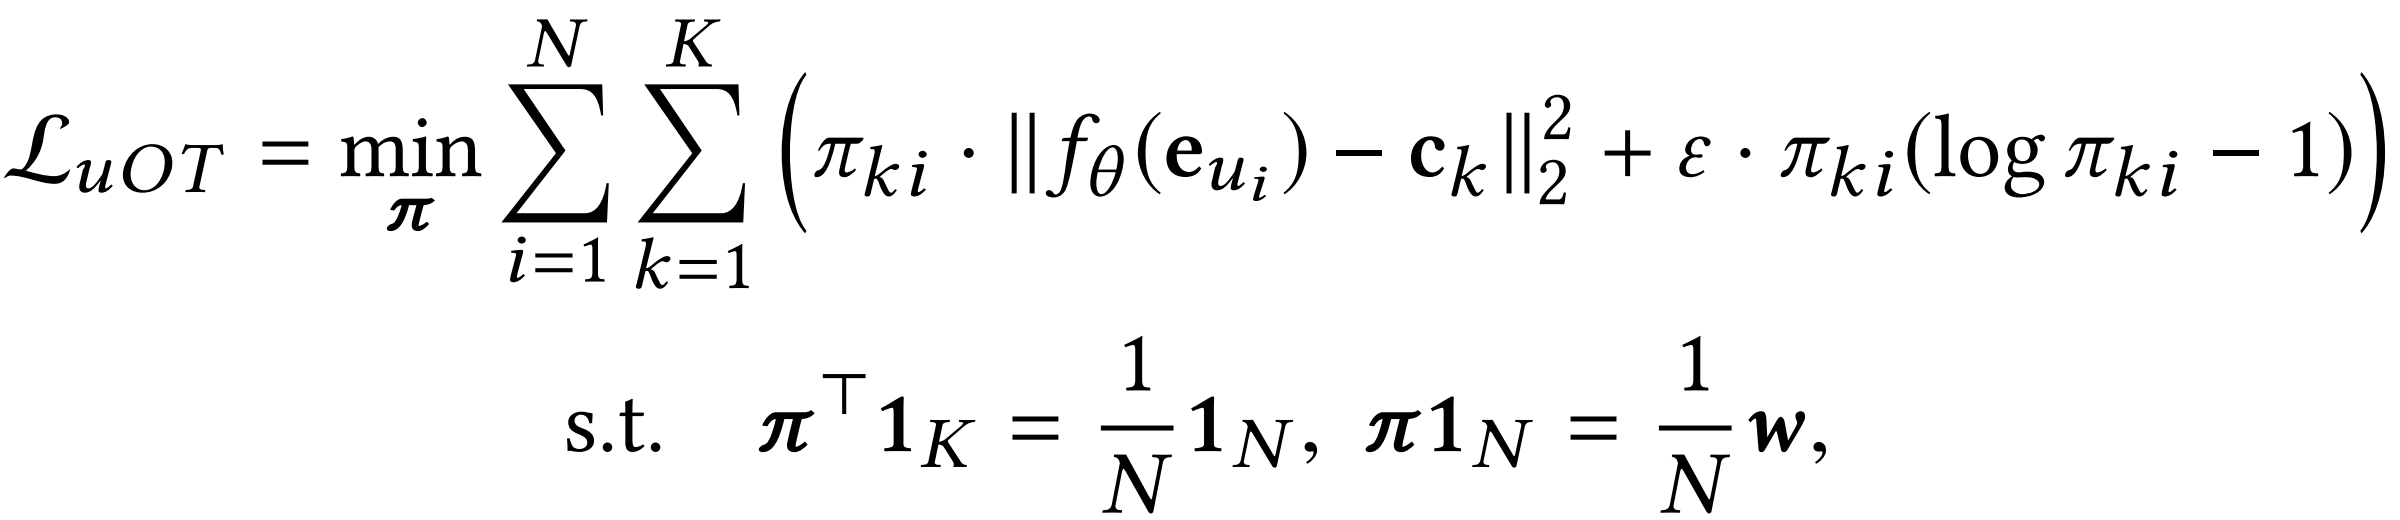 $\mathcal{L}_{uOT} = \min_{\boldsymbol{\pi}} \sum_{i=1}^{N} \sum_{k=1}^{K} \left( \pi_{ki} \cdot \| f_\theta(\mathbf{e}_{u_i}) - \mathbf{c}_k \|_2^2 + \varepsilon \cdot \pi_{ki} (\log \pi_{ki} - 1) \right)$
s.t. $\boldsymbol{\pi}^\top \mathbf{1}_K = \frac{1}{N} \mathbf{1}_N, \ \boldsymbol{\pi} \mathbf{1}_N = \frac{1}{N} \boldsymbol{w},$